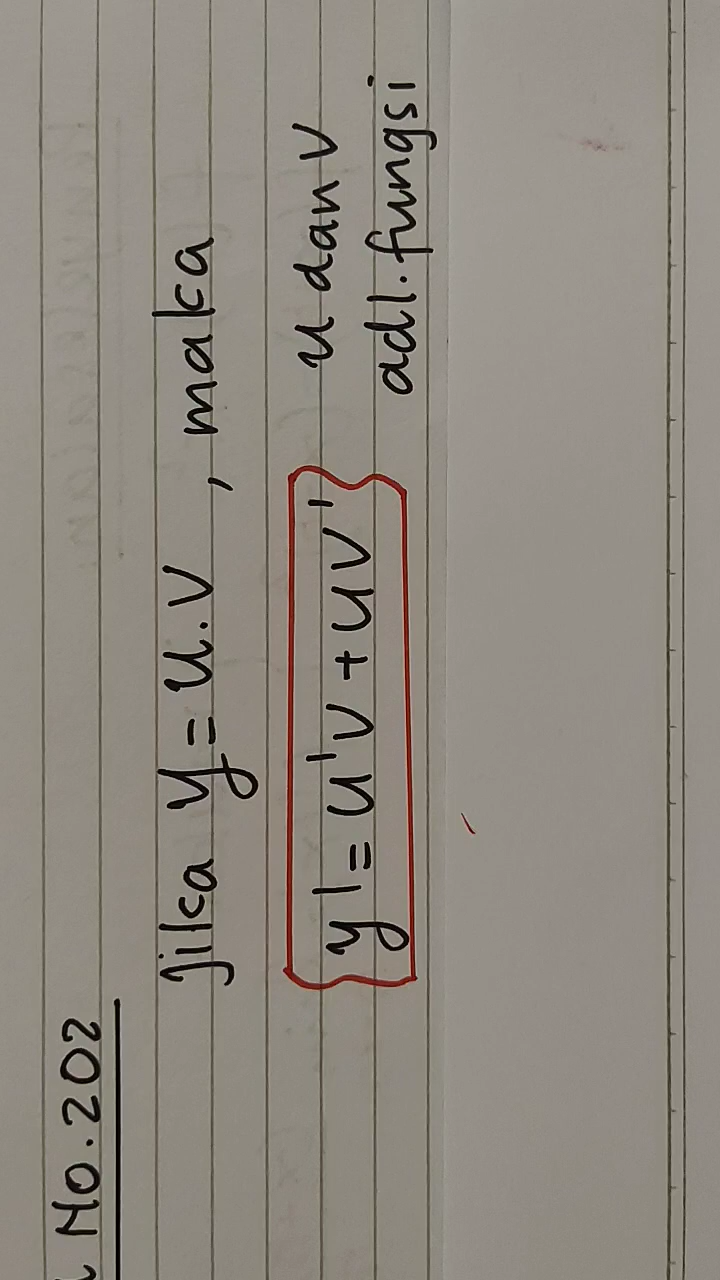 No.202
jika y = u.v , maka
y' = u'v + uv' u dan v
adl. fungsi